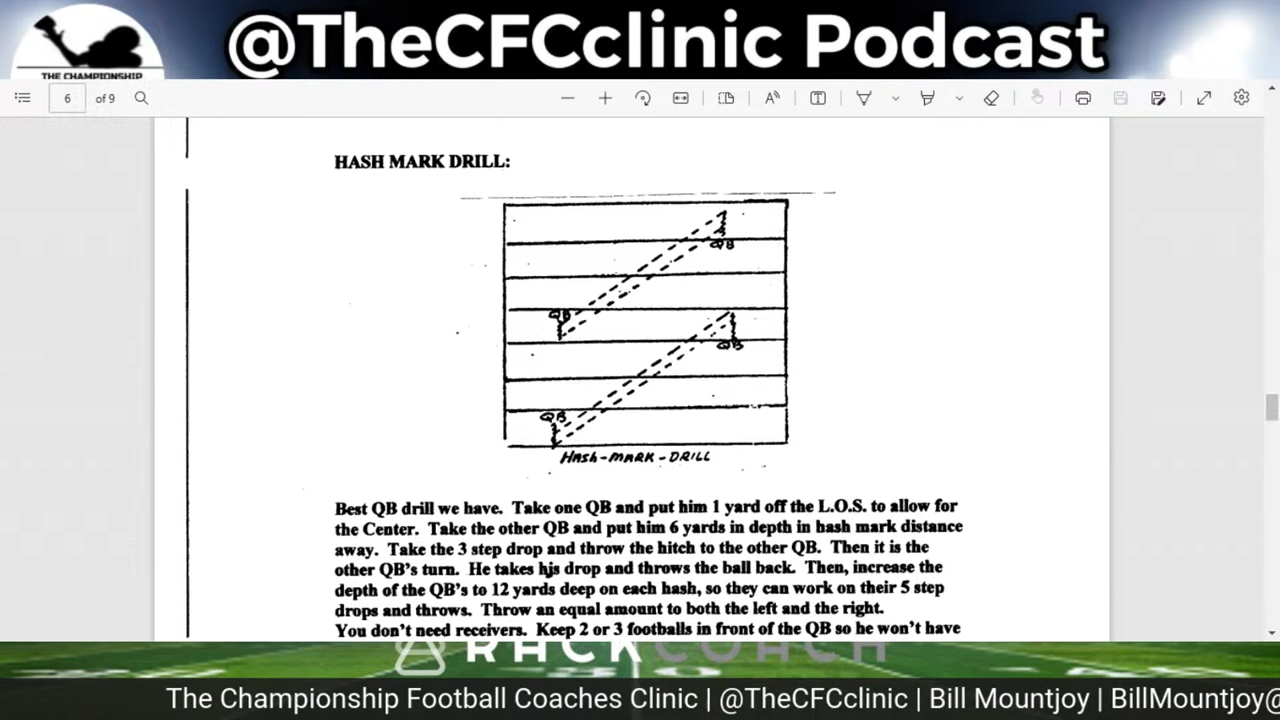 @TheCFCclinic Podcast
THE CHAMPIONSHIP
6 of 9
HASH MARK DRILL:
QB
QB
QB
QB
HASH-MARK-DRILL
Best QB drill we have. Take one QB and put him 1 yard off the L.O.S. to allow for
the Center. Take the other QB and put him 6 yards in depth in hash mark distance
away. Take the 3 step drop and throw the hitch to the other QB. Then it is the
other QB's turn. He takes his drop and throws the ball back. Then, increase the
depth of the QB's to 12 yards deep on each hash, so they can work on their 5 step
drops and throws. Throw an equal amount to both the left and the right.
You don't need receivers. Keep 2 or 3 footballs in front of the QB so he won't have
RACKCOACH
The Championship Football Coaches Clinic | @TheCFCclinic | Bill Mountjoy | BillMountjoy@